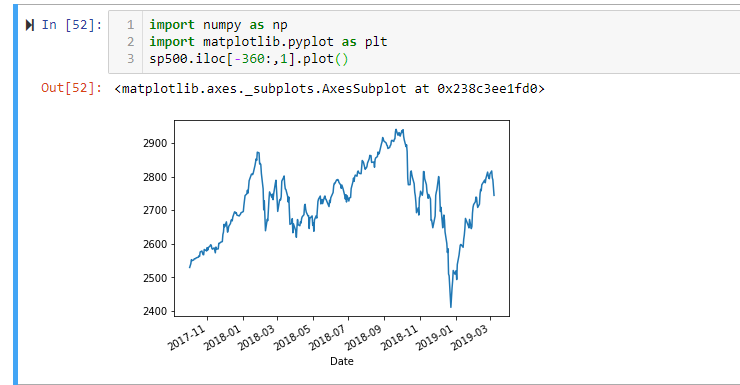 In [52]: 1 import numpy as np
2 import matplotlib.pyplot as plt
3 sp500.iloc[-360:,1].plot()
Out[52]: <matplotlib.axes._subplots.AxesSubplot at 0x238c3ee1fd0>
2900
2800
2700
2600
2500
2400
2017-11 2018-01 2018-03 2018-05 2018-07 2018-09 2018-11 2019-01 2019-03
Date